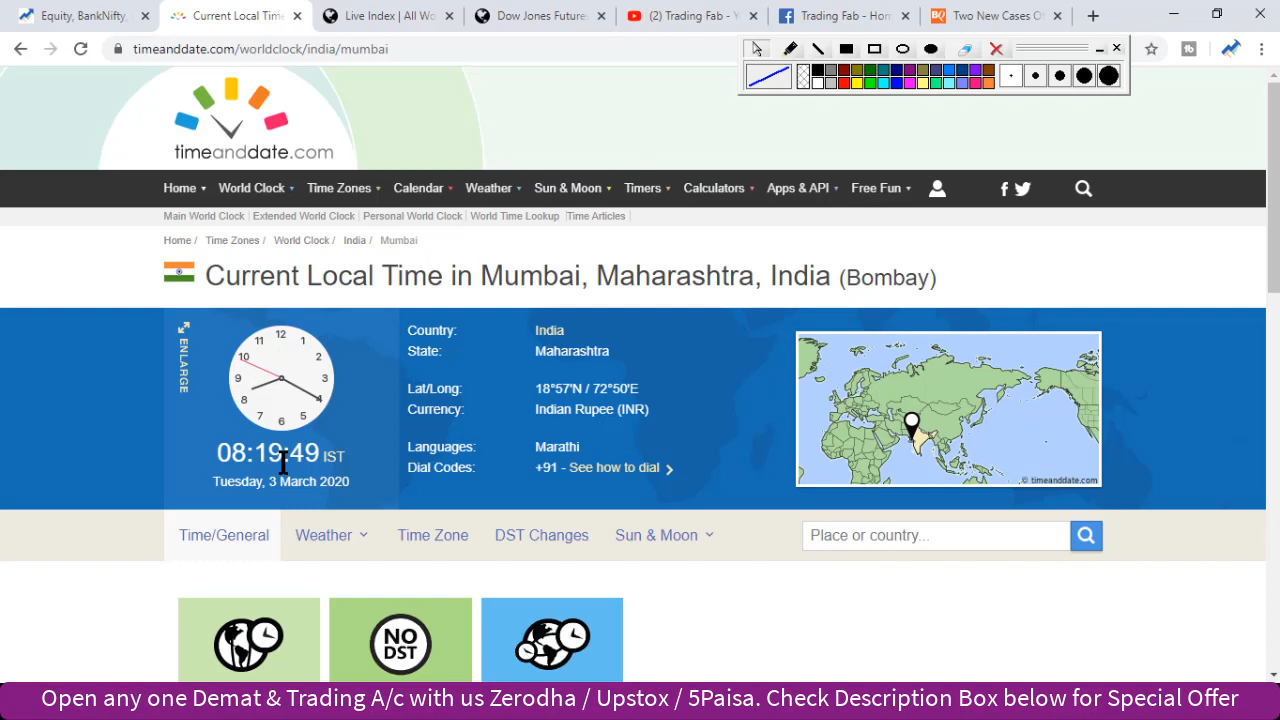 Equity, BankNifty,
Current Local Time
Live Index | All Wo
Dow Jones Future
(2) Trading Fab - Y
Trading Fab - Hom
Two New Cases O
timeanddate.com/worldclock/india/mumbai
timeanddate.com
Home World Clock Time Zones Calendar Weather Sun & Moon Timers Calculators Apps & API Free Fun
Main World Clock Extended World Clock Personal World Clock World Time Lookup Time Articles
Home / Time Zones / World Clock / India / Mumbai
Current Local Time in Mumbai, Maharashtra, India (Bombay)
ENLARGE
12 1 2 3 4 5 6 7 8 9 10 11
08:19:49 IST
Tuesday, 3 March 2020
Country: India
State: Maharashtra
Lat/Long: 18°57'N / 72°50'E
Currency: Indian Rupee (INR)
Languages: Marathi
Dial Codes: +91 - See how to dial
© timeanddate.com
Time/General Weather Time Zone DST Changes Sun & Moon Place or country...
NO
DST
Open any one Demat & Trading A/c with us Zerodha / Upstox / 5Paisa. Check Description Box below for Special Offer